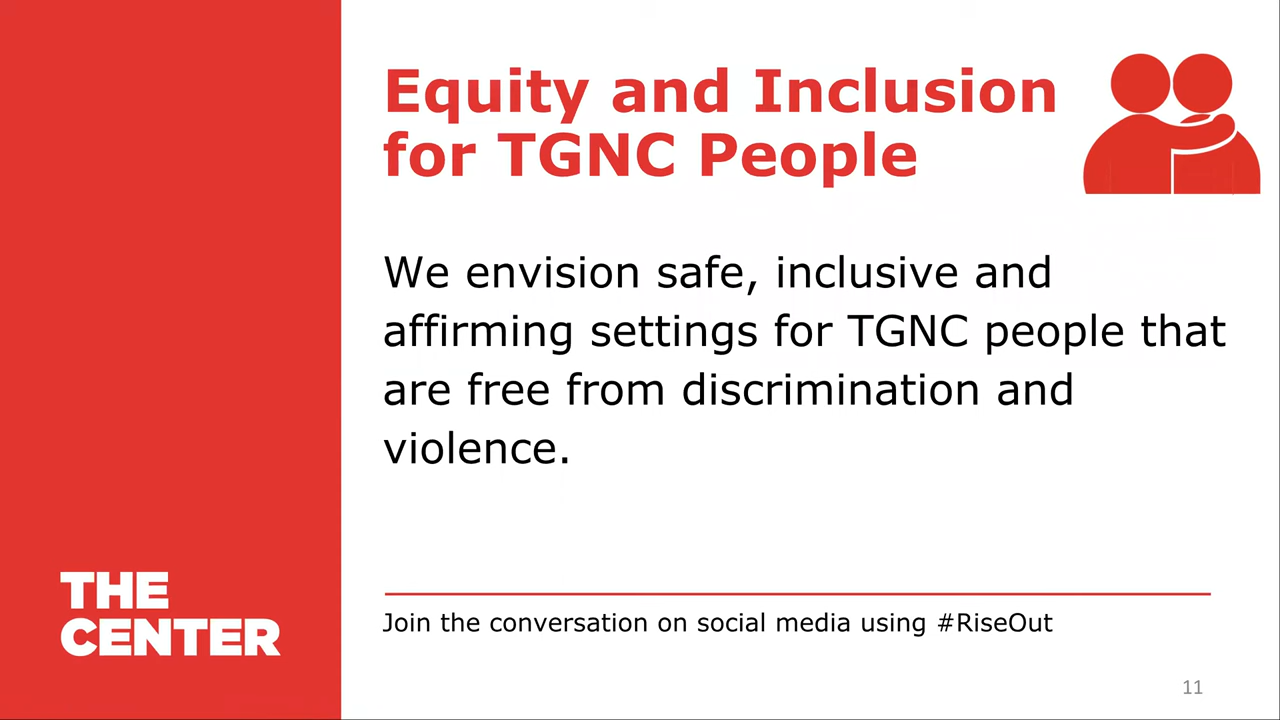 Equity and Inclusion
for TGNC People
We envision safe, inclusive and
affirming settings for TGNC people that
are free from discrimination and
violence.
THE
CENTER
Join the conversation on social media using #RiseOut
11